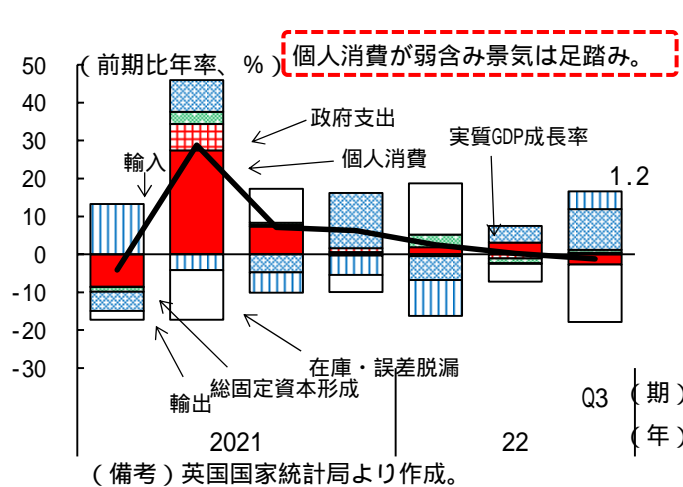 (前期比年率、%)
個人消費が弱含み景気は足踏み。
50
40
30
20
10
0
-10
-20
-30
政府支出
実質GDP成長率
輸入
個人消費
1.2
在庫・誤差脱漏
総固定資本形成
輸出
Q3
(期)
2021
22
(年)
(備考)英国国家統計局より作成。